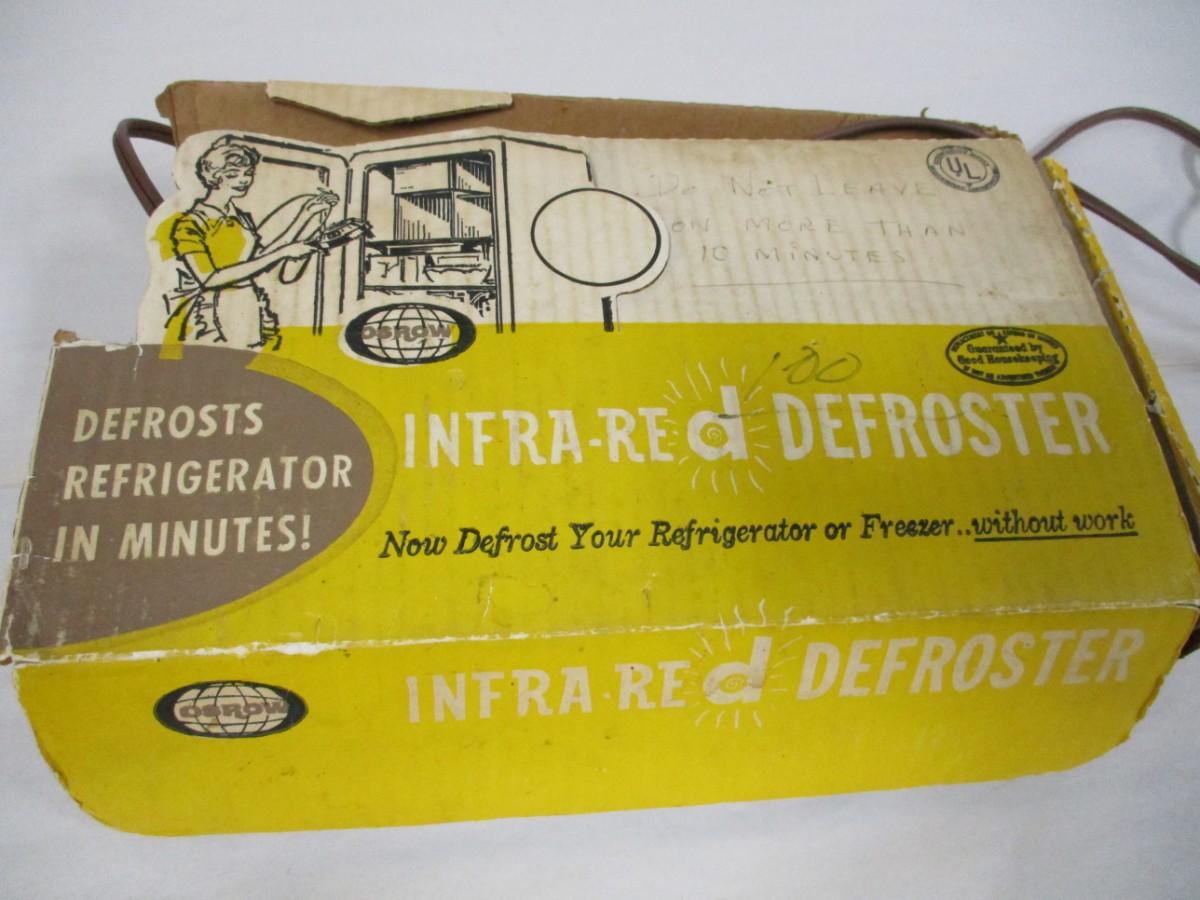 UL
Do Not LEAVE
ON MORE THAN
10 MINUTES
OSROW
Guaranteed by
Good Housekeeping
100
DEFROSTS
REFRIGERATOR
IN MINUTES!
INFRA-REd DEFROSTER
Now Defrost Your Refrigerator or Freezer..without work
OSROW
INFRA-REd DEFROSTER